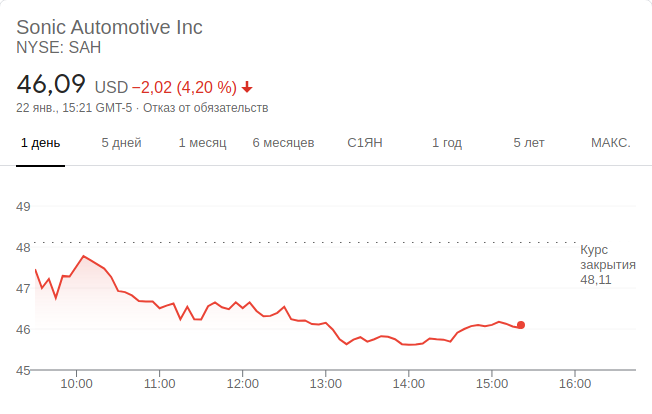 Sonic Automotive Inc
NYSE: SAH
46,09 USD −2,02 (4,20 %)
22 янв., 15:21 GMT-5 · Отказ от обязательств
1 день 5 дней 1 месяц 6 месяцев С1ЯН 1 год 5 лет МАКС.
49
48
Курс
закрытия
48,11
47
46
45
10:00 11:00 12:00 13:00 14:00 15:00 16:00